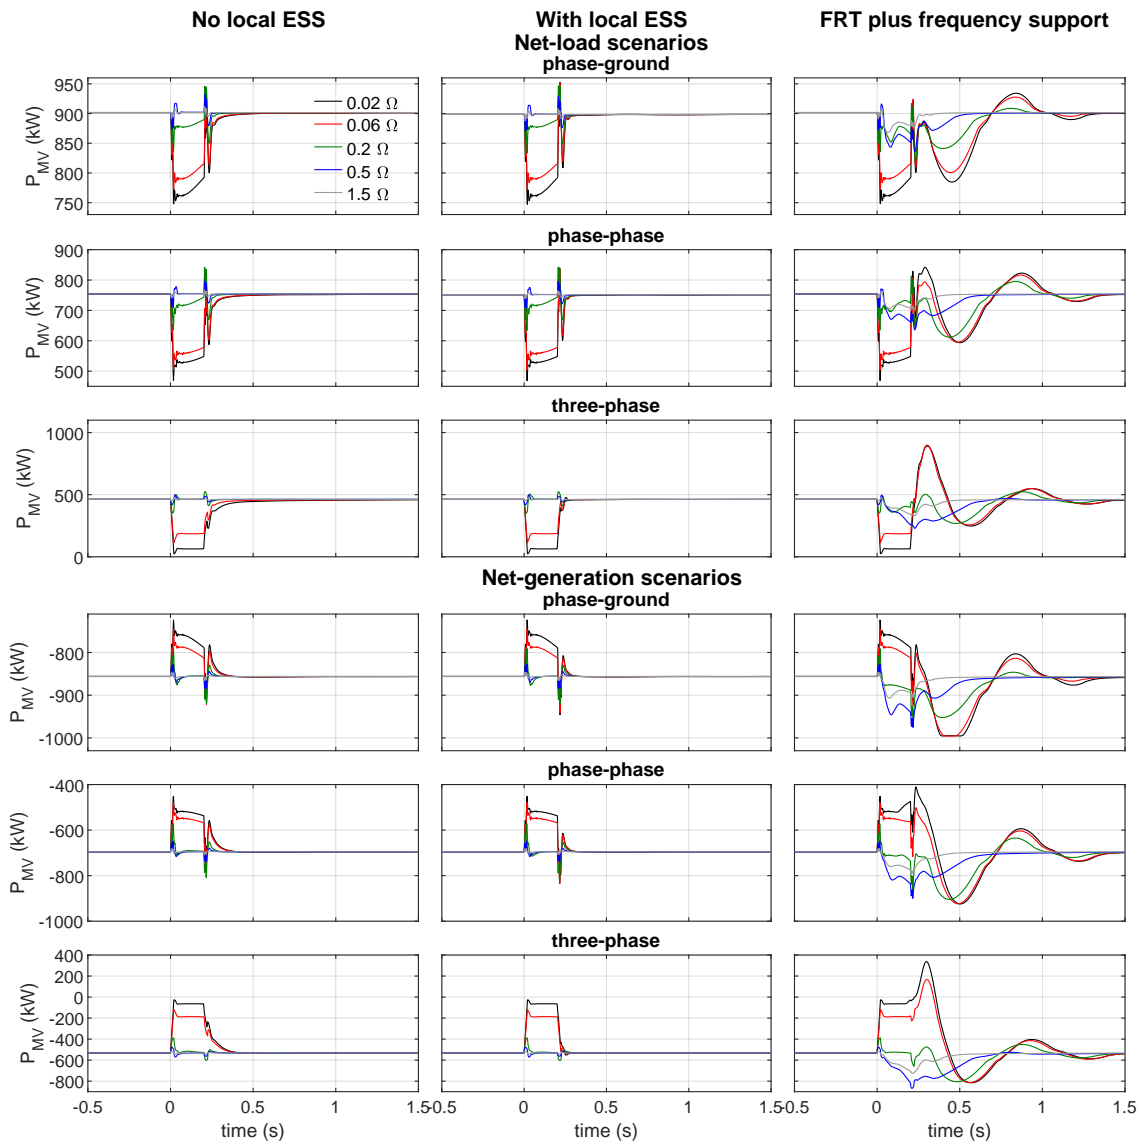 No local ESS
With local ESS
FRT plus frequency support
Net-load scenarios
phase-ground
P_MV (kW)
950
900
850
800
750
0.02 Ω
0.06 Ω
0.2 Ω
0.5 Ω
1.5 Ω
P_MV (kW)
phase-phase
P_MV (kW)
900
800
700
600
500
three-phase
P_MV (kW)
1000
500
0
Net-generation scenarios
phase-ground
P_MV (kW)
-800
-900
-1000
phase-phase
P_MV (kW)
-400
-600
-800
-1000
three-phase
P_MV (kW)
400
200
0
-200
-400
-600
-800
-0.5 0 0.5 1 1.5
-0.5 0 0.5 1 1.5
-0.5 0 0.5 1 1.5
time (s)
time (s)
time (s)